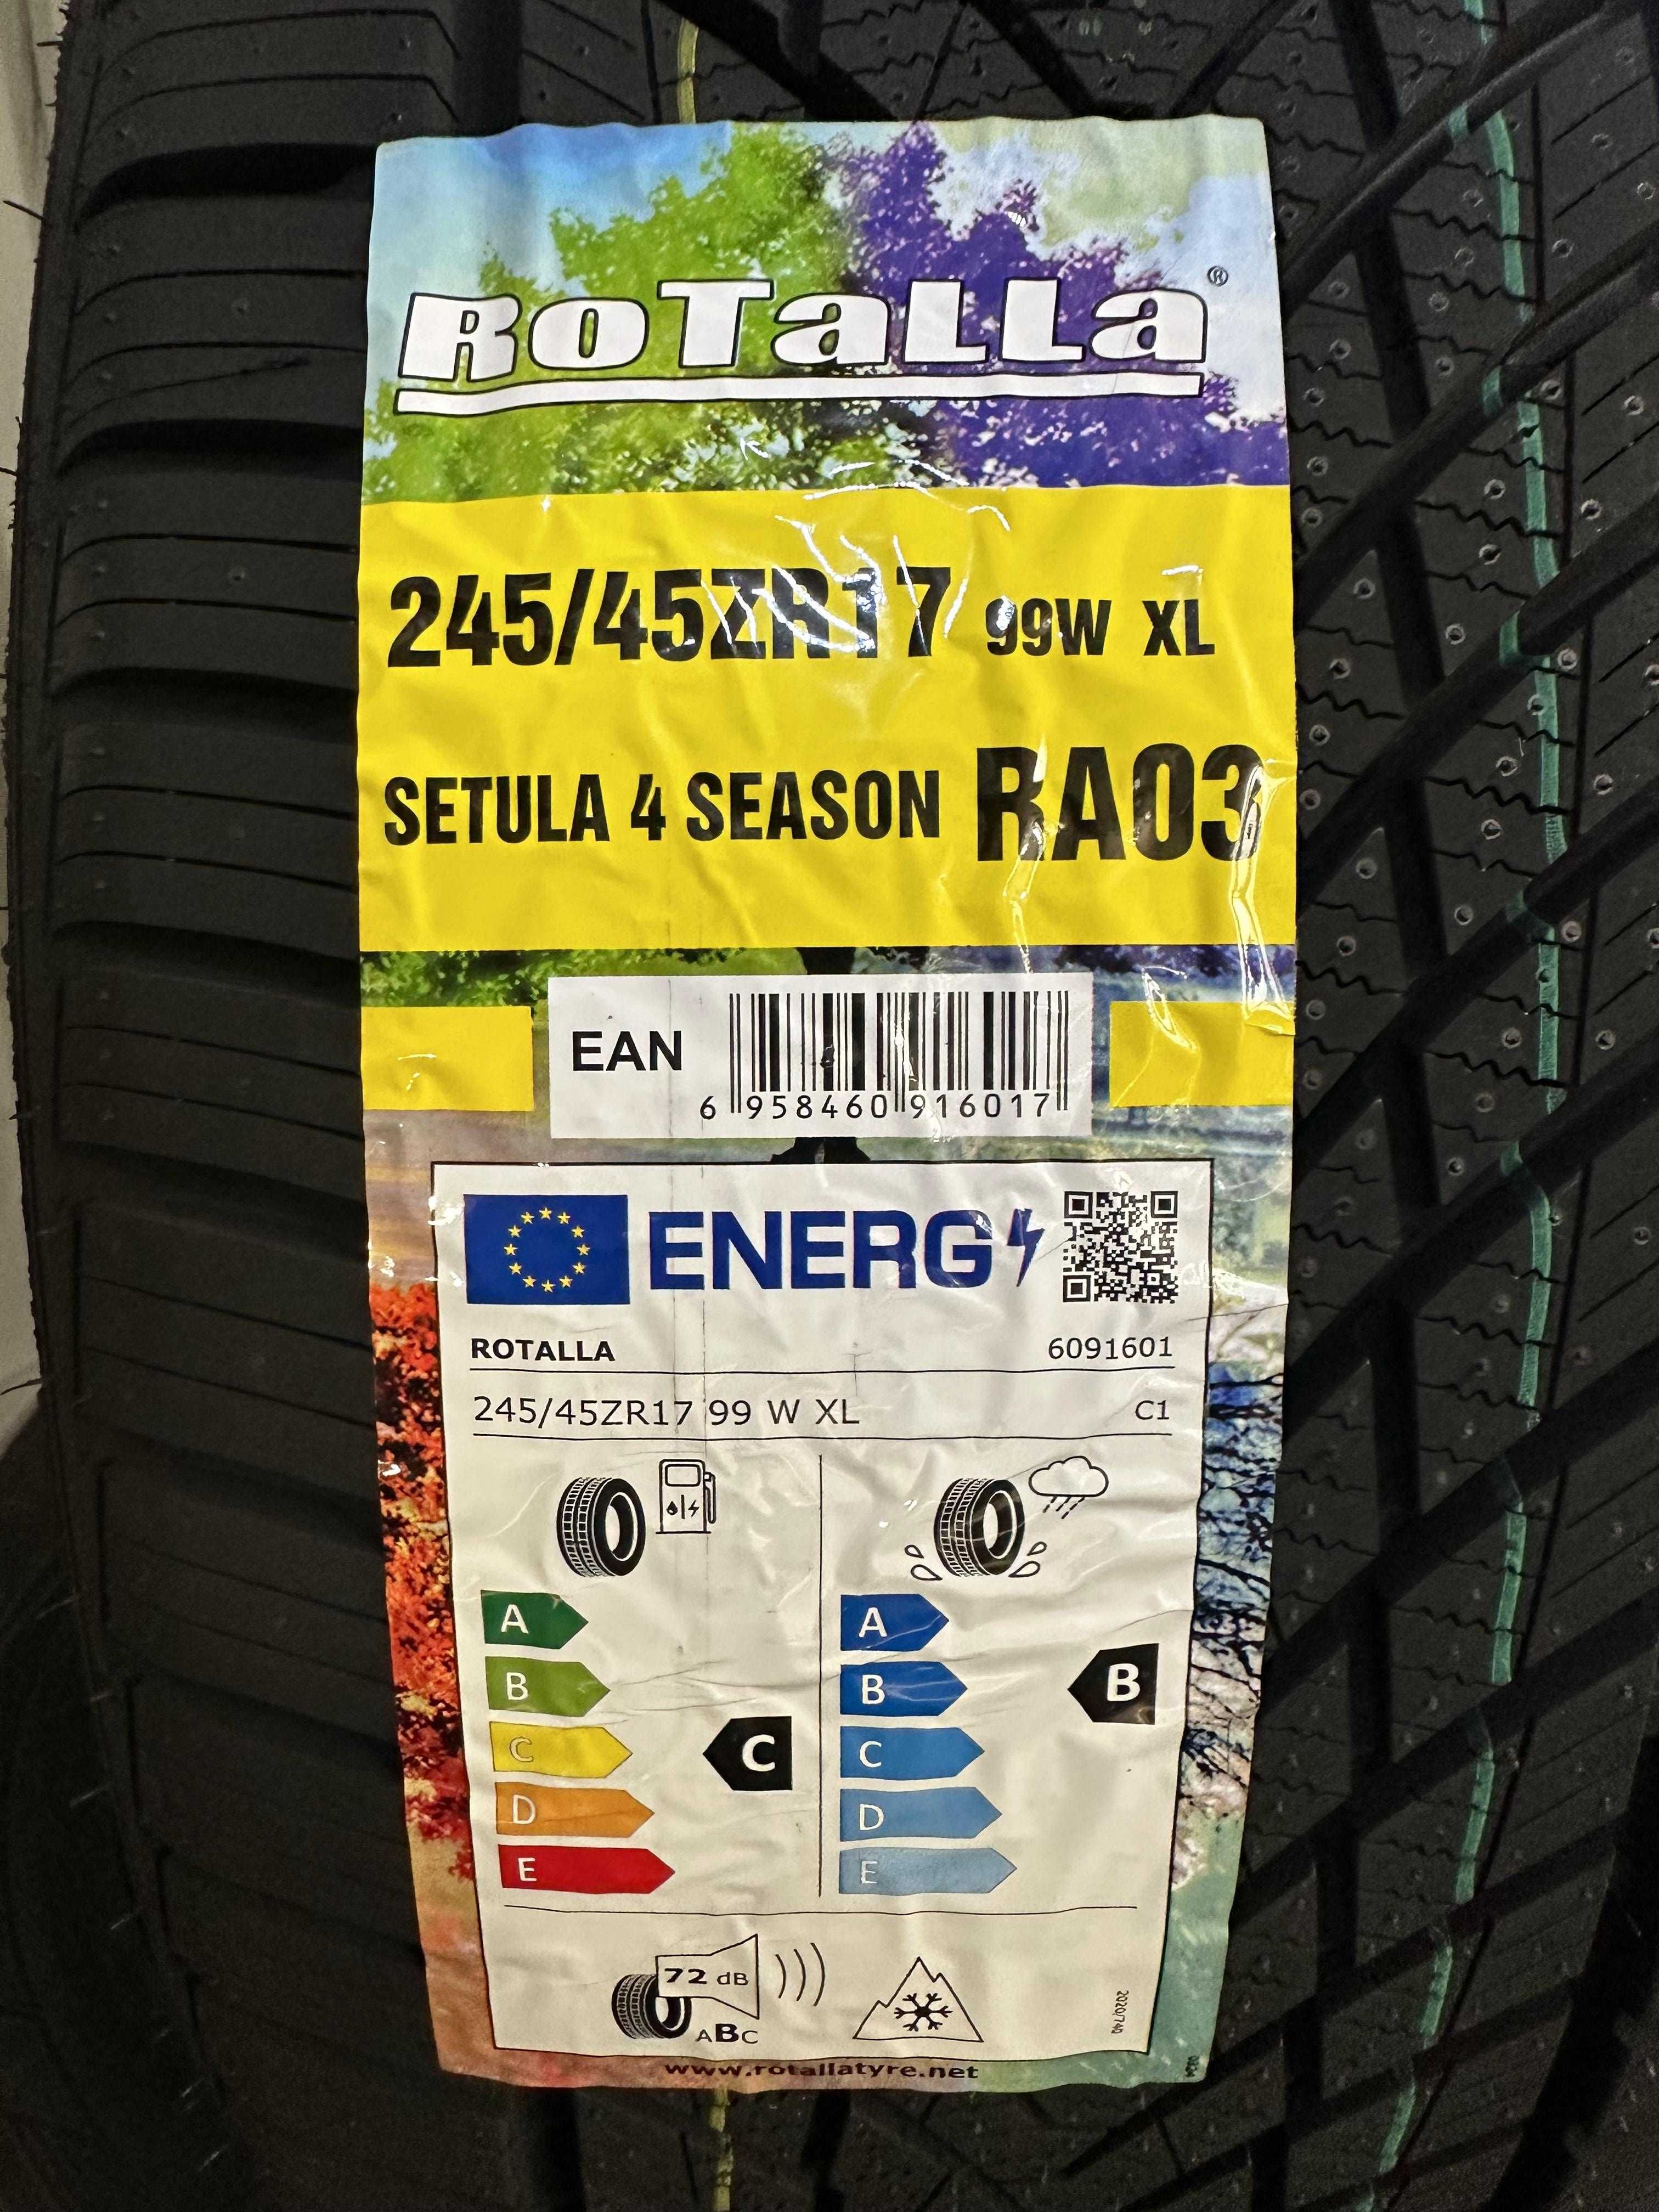 RoTaLLa®
245/45ZR17 99W XL
SETULA 4 SEASON RA03
EAN
6 958460 916017
ENERG
ROTALLA 6091601
245/45ZR17 99 W XL C1
A A
B B B
C C C
D D
E E
72 dB
ABC
2020/740
www.rotallatyre.net